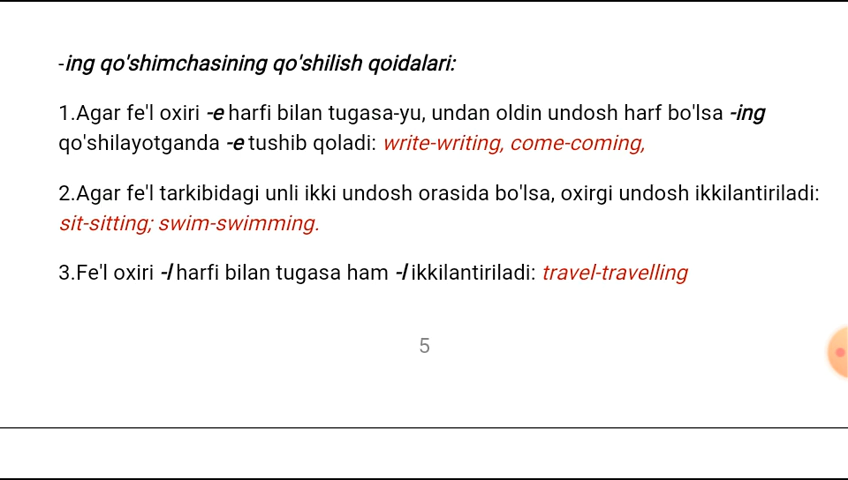 -ing qo'shimchasining qo'shilish qoidalari:
1.Agar fe'l oxiri -e harfi bilan tugasa-yu, undan oldin undosh harf bo'lsa -ing
qo'shilayotganda -e tushib qoladi: write-writing, come-coming,
2.Agar fe'l tarkibidagi unli ikki undosh orasida bo'lsa, oxirgi undosh ikkilantiriladi:
sit-sitting; swim-swimming.
3.Fe'l oxiri -l harfi bilan tugasa ham -l ikkilantiriladi: travel-travelling
5